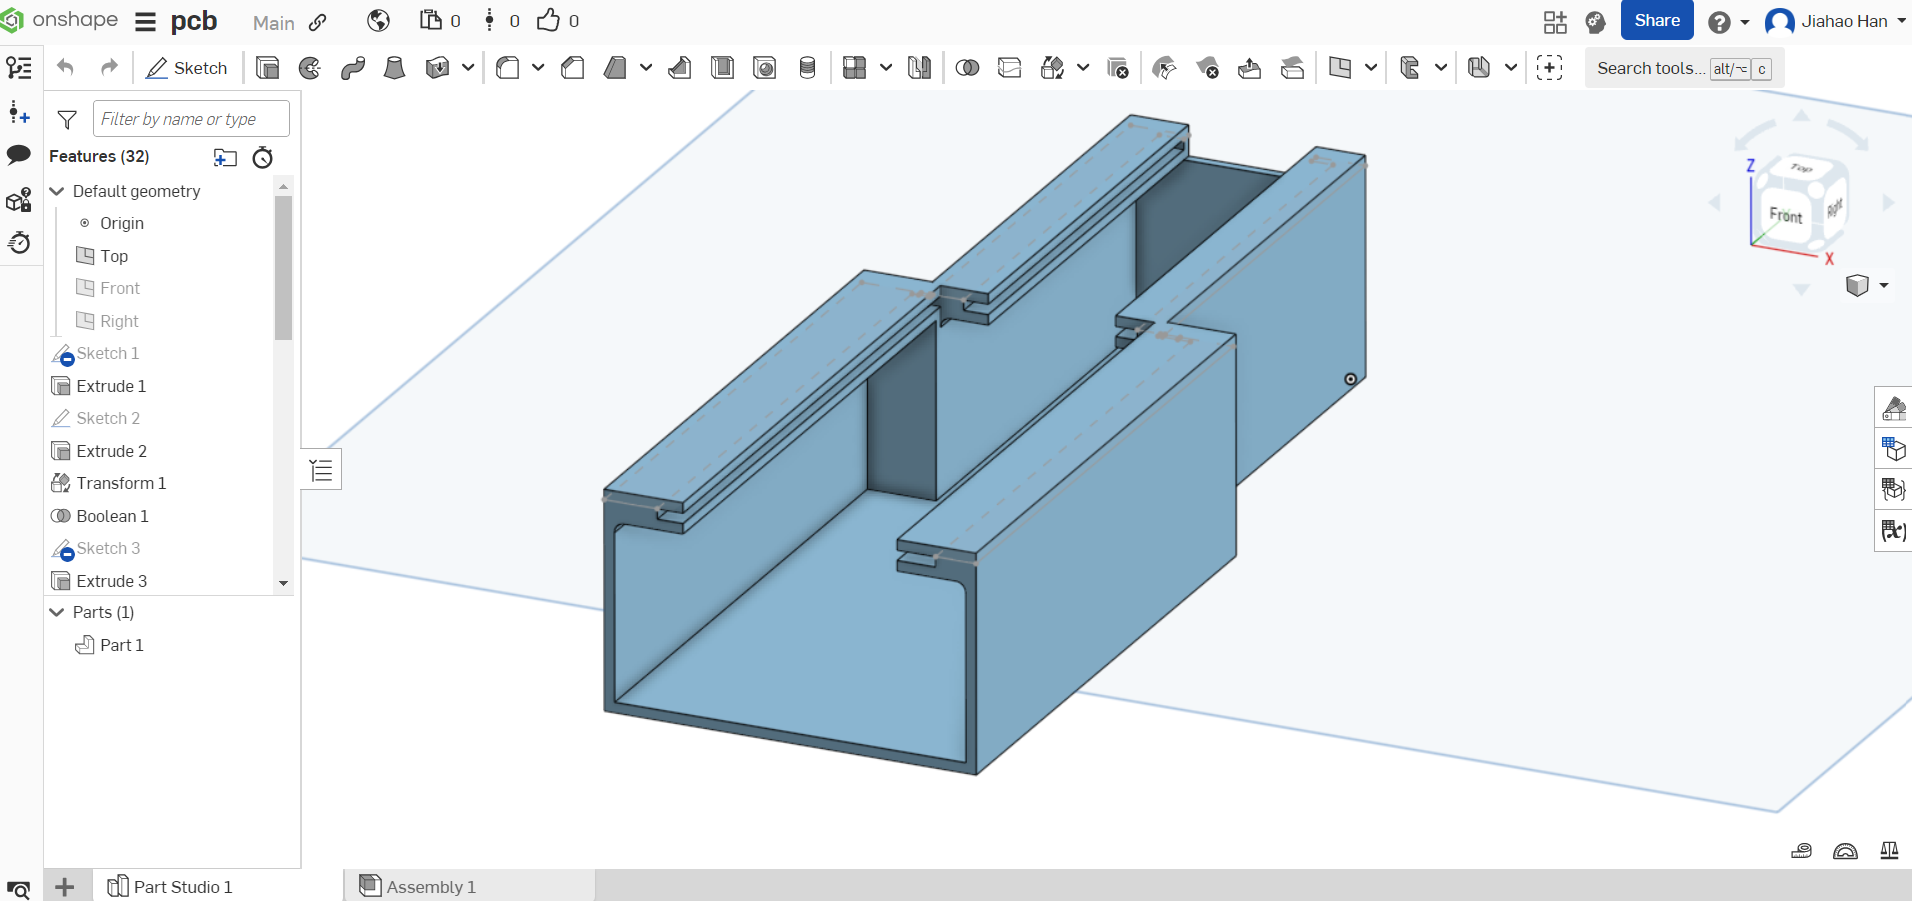 onshape pcb Main 0 0 0 Share Jiahao Han
Sketch Search tools... alt/⌥ c
Filter by name or type
Features (32)
Default geometry
Origin
Top
Front
Right
Sketch 1
Extrude 1
Sketch 2
Extrude 2
Transform 1
Boolean 1
Sketch 3
Extrude 3
Parts (1)
Part 1
Z
Top
Front
Right
X
Part Studio 1
Assembly 1